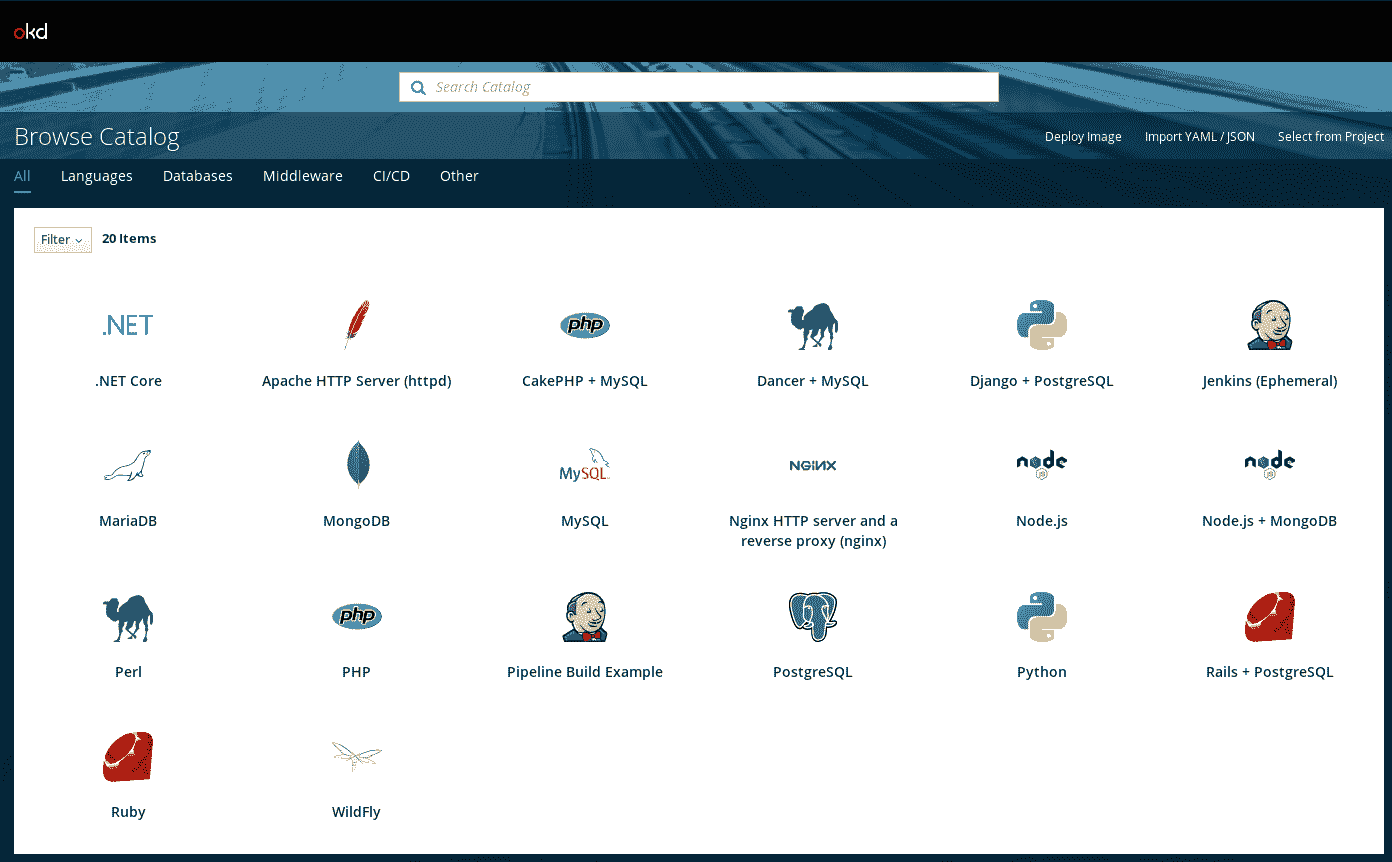 okd
Search Catalog
Browse Catalog
Deploy Image Import YAML / JSON Select from Project
All Languages Databases Middleware CI/CD Other
Filter 20 Items
.NET php
.NET Core Apache HTTP Server (httpd) CakePHP + MySQL Dancer + MySQL Django + PostgreSQL Jenkins (Ephemeral)
MySQL NGINX node node
MariaDB MongoDB MySQL Nginx HTTP server and a Node.js Node.js + MongoDB
reverse proxy (nginx)
php
Perl PHP Pipeline Build Example PostgreSQL Python Rails + PostgreSQL
Ruby WildFly